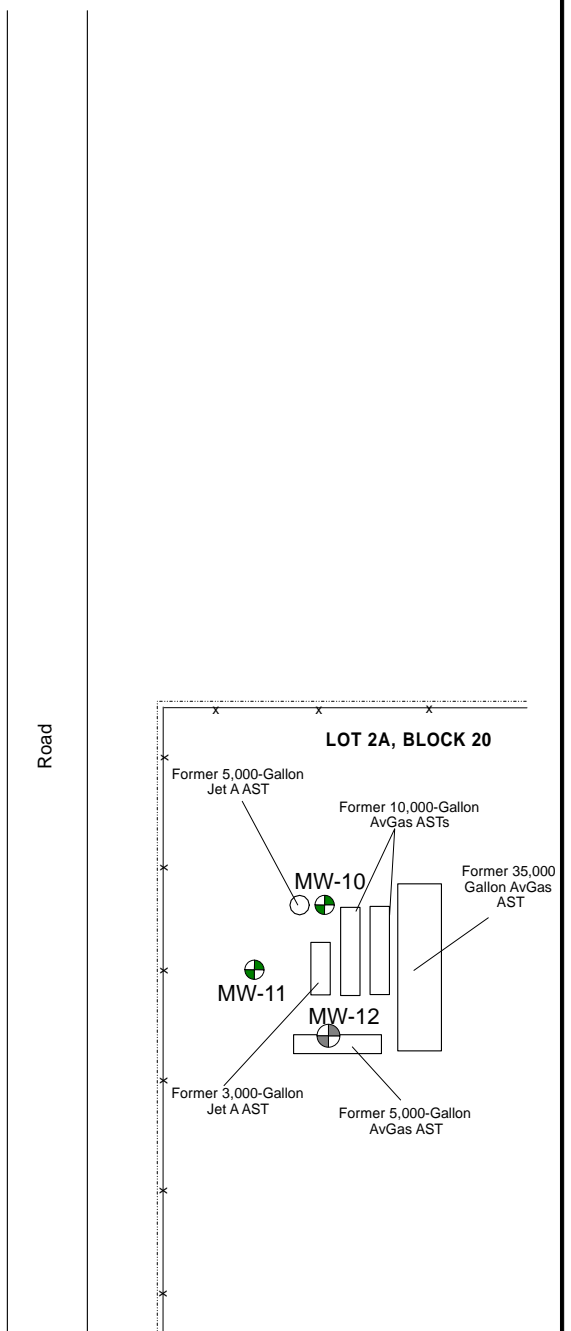 Road
LOT 2A, BLOCK 20
Former 5,000-Gallon
Jet A AST
Former 10,000-Gallon
AvGas ASTs
Former 35,000
Gallon AvGas
AST
MW-10
MW-11
MW-12
Former 3,000-Gallon
Jet A AST
Former 5,000-Gallon
AvGas AST